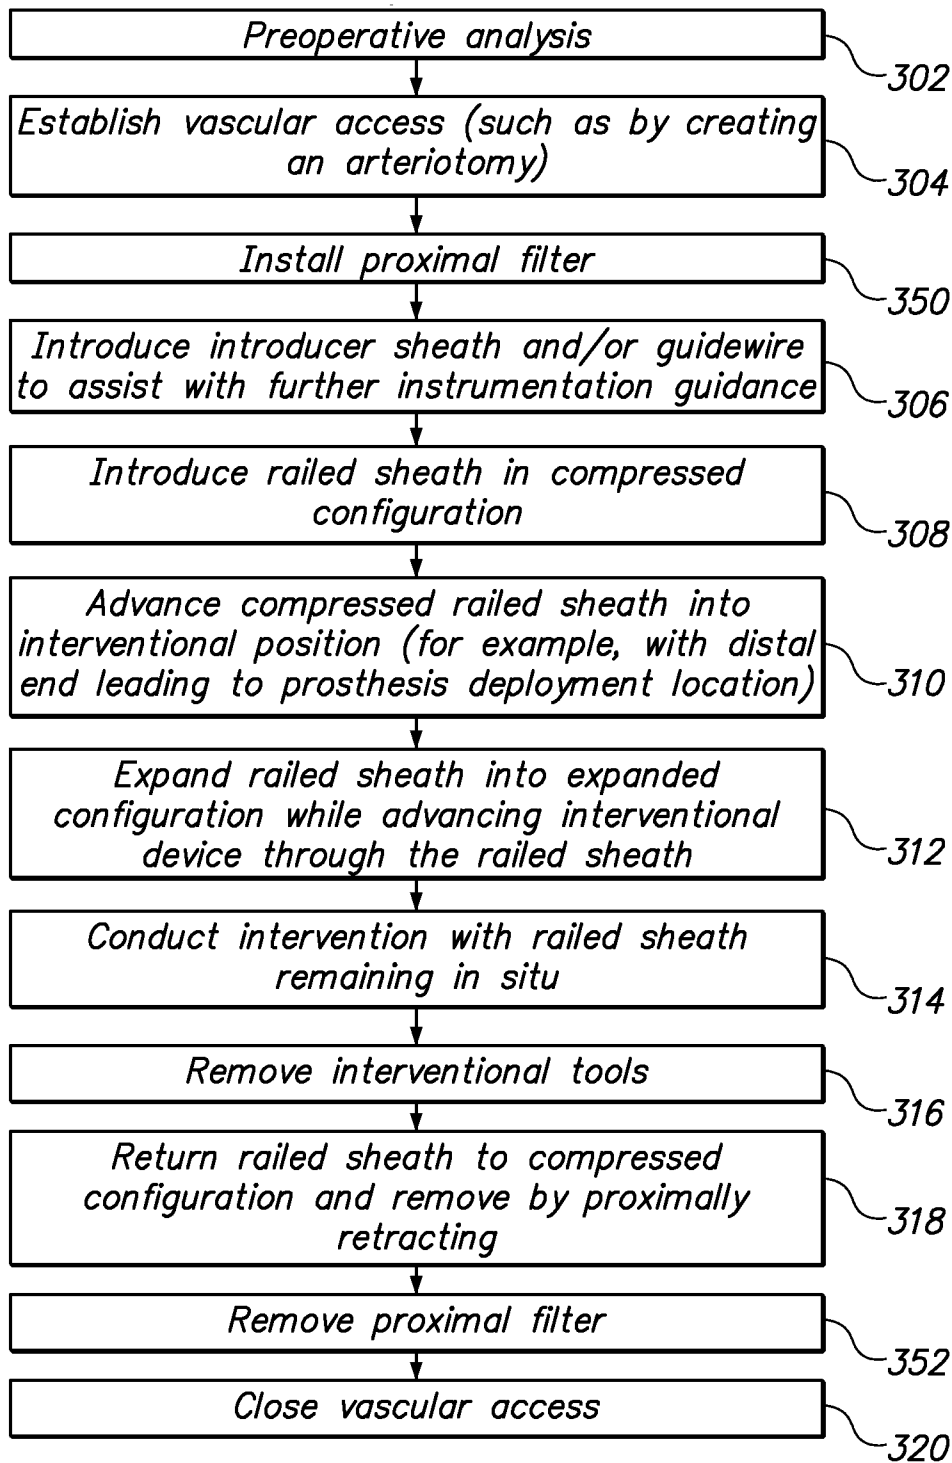 Preoperative analysis
302
Establish vascular access (such as by creating
an arteriotomy)
304
Install proximal filter
350
Introduce introducer sheath and/or guidewire
to assist with further instrumentation guidance
306
Introduce railed sheath in compressed
configuration
308
Advance compressed railed sheath into
interventional position (for example, with distal
end leading to prosthesis deployment location)
310
Expand railed sheath into expanded
configuration while advancing interventional
device through the railed sheath
312
Conduct intervention with railed sheath
remaining in situ
314
Remove interventional tools
316
Return railed sheath to compressed
configuration and remove by proximally
retracting
318
Remove proximal filter
352
Close vascular access
320